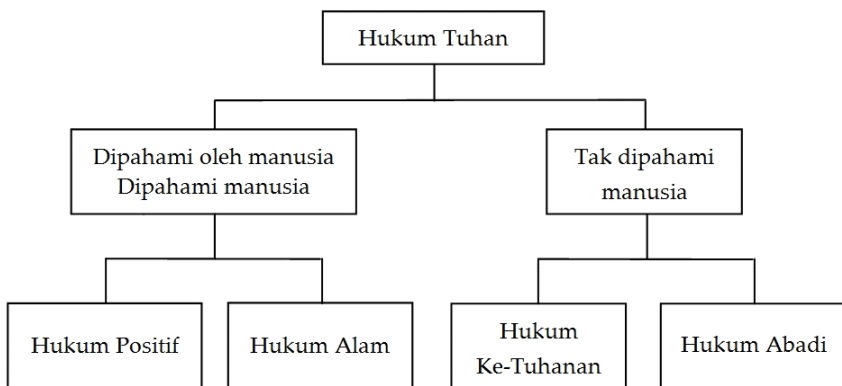 Hukum Tuhan
Dipahami oleh manusia
Dipahami manusia
Tak dipahami
manusia
Hukum Positif
Hukum Alam
Hukum
Ke-Tuhanan
Hukum Abadi